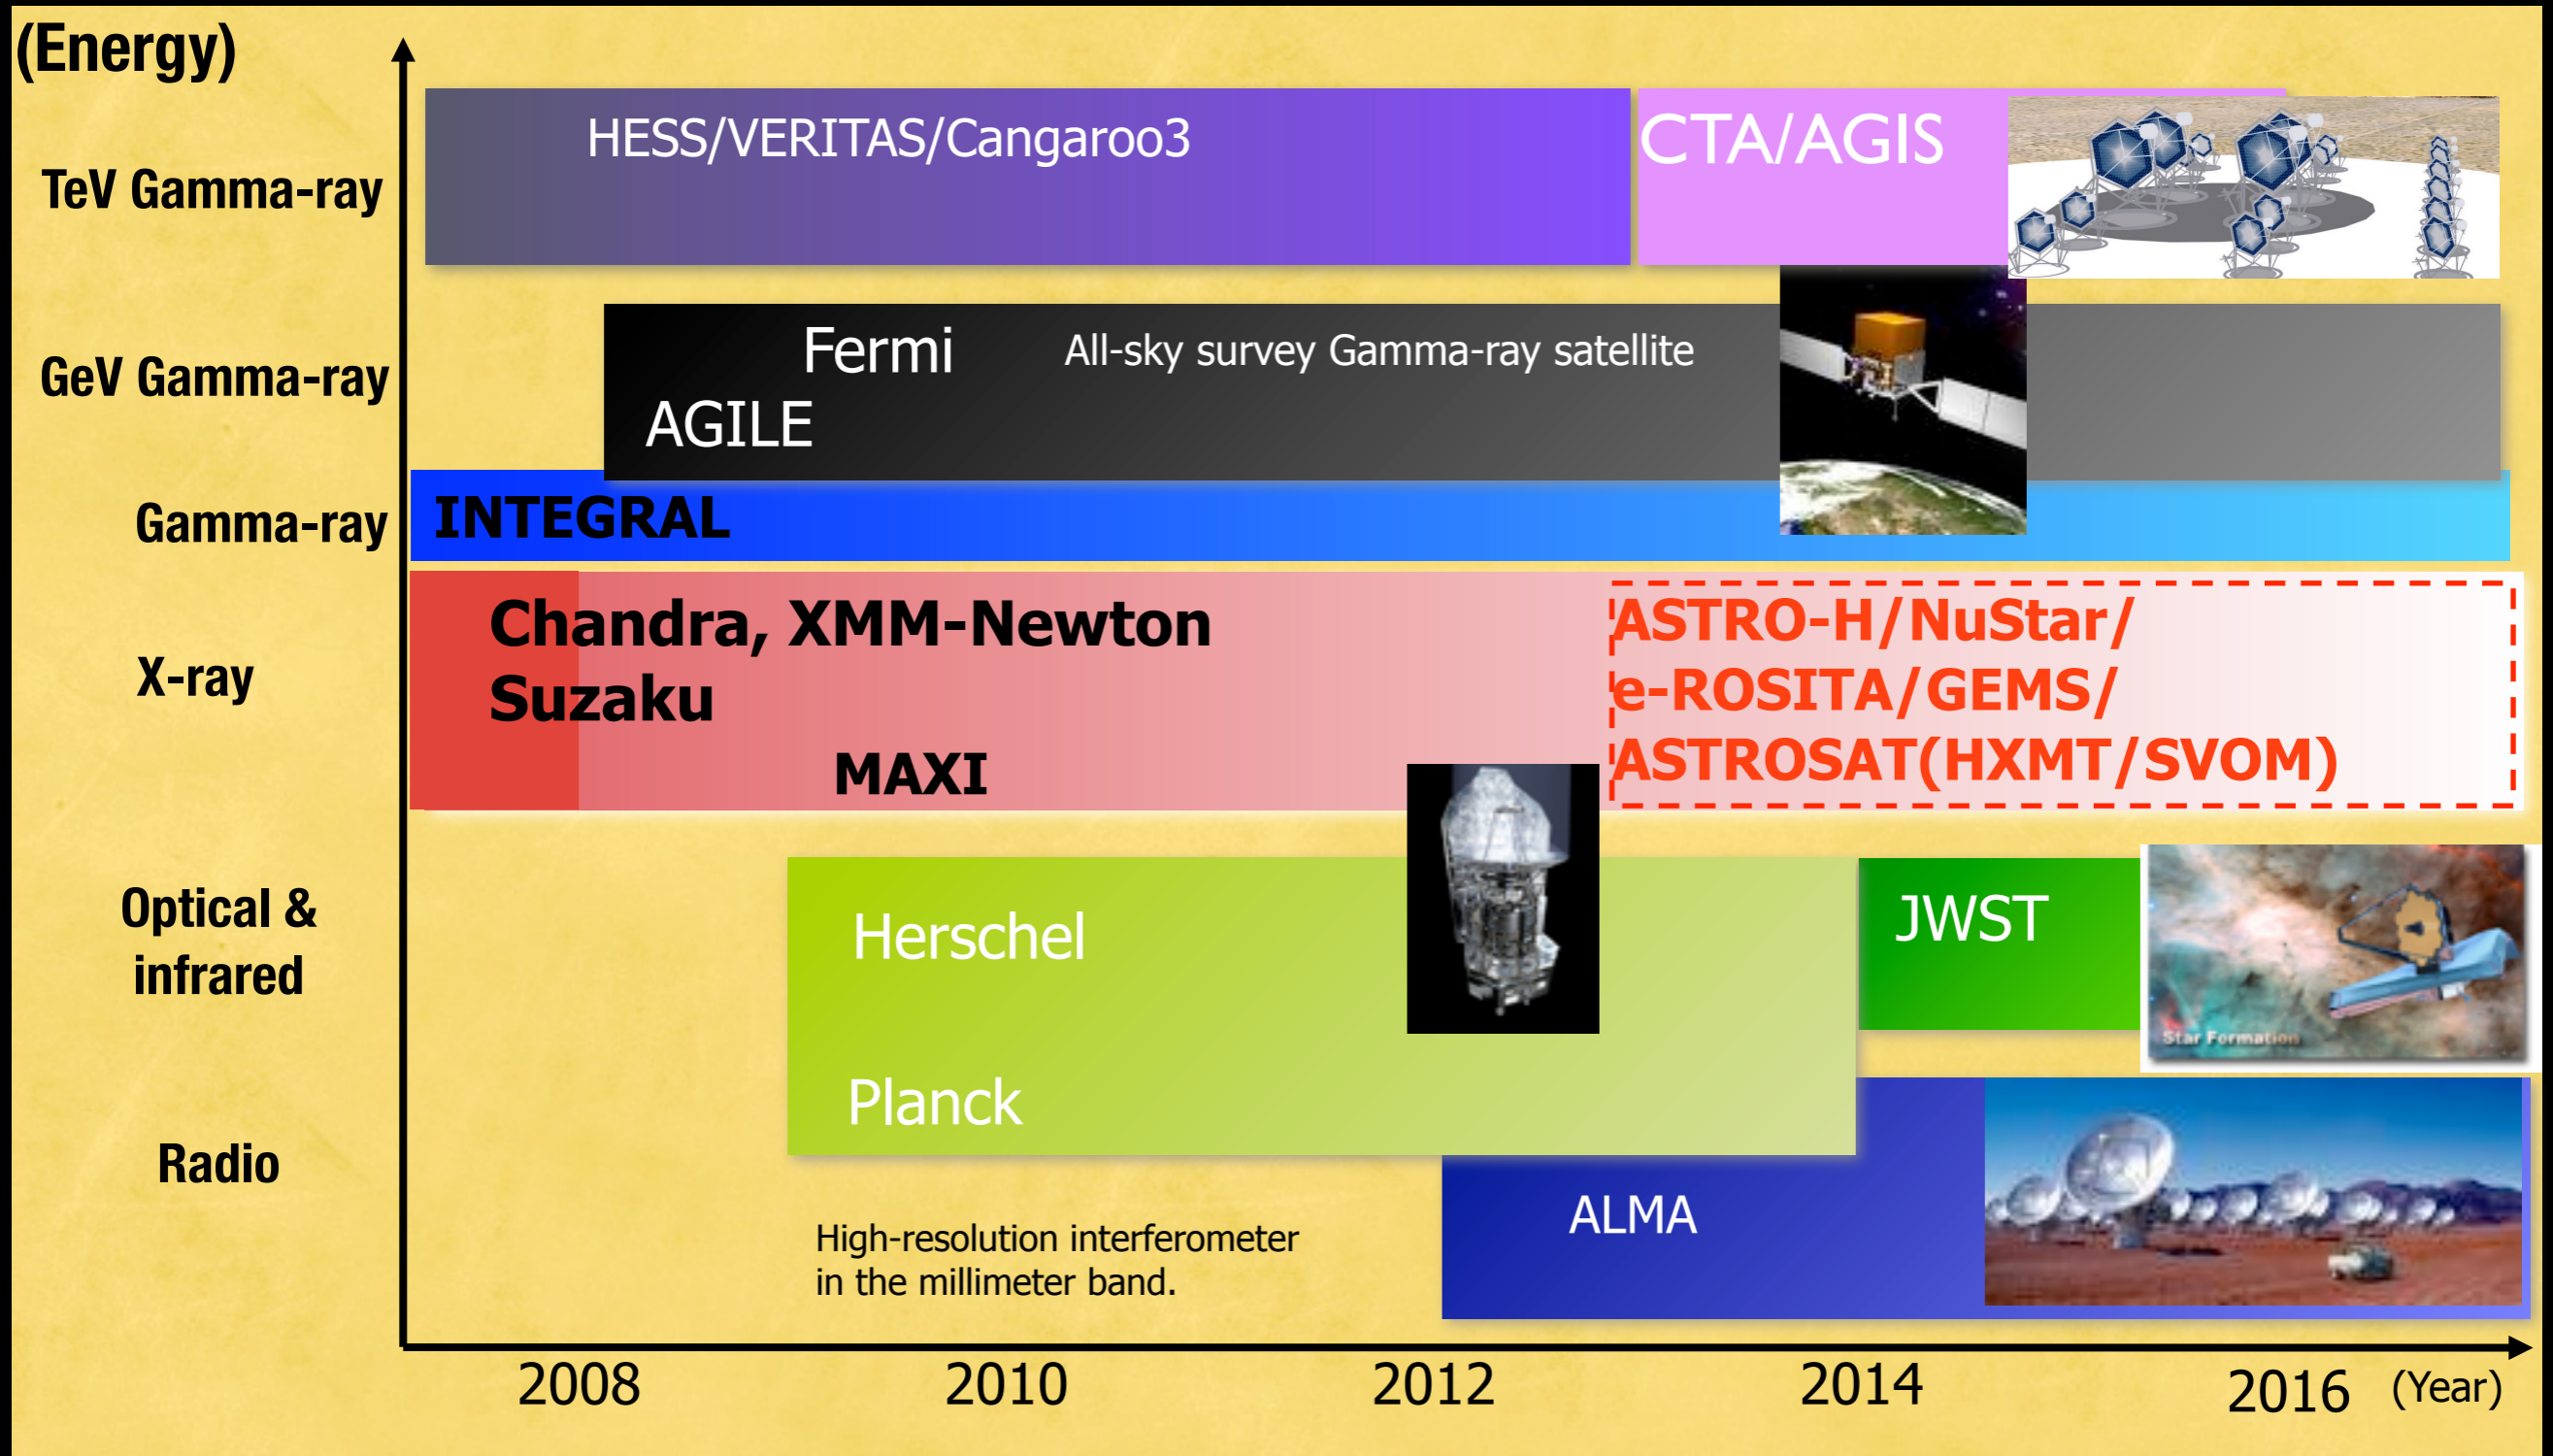 (Energy)
TeV Gamma-ray
HESS/VERITAS/Cangaroo3
CTA/AGIS
GeV Gamma-ray
Fermi
All-sky survey Gamma-ray satellite
AGILE
Gamma-ray
INTEGRAL
X-ray
Chandra, XMM-Newton
Suzaku
MAXI
ASTRO-H/NuStar/
e-ROSITA/GEMS/
ASTROSAT(HXMT/SVOM)
Optical &
infrared
Herschel
JWST
Star Formation
Planck
Radio
ALMA
High-resolution interferometer
in the millimeter band.
2008
2010
2012
2014
2016
(Year)